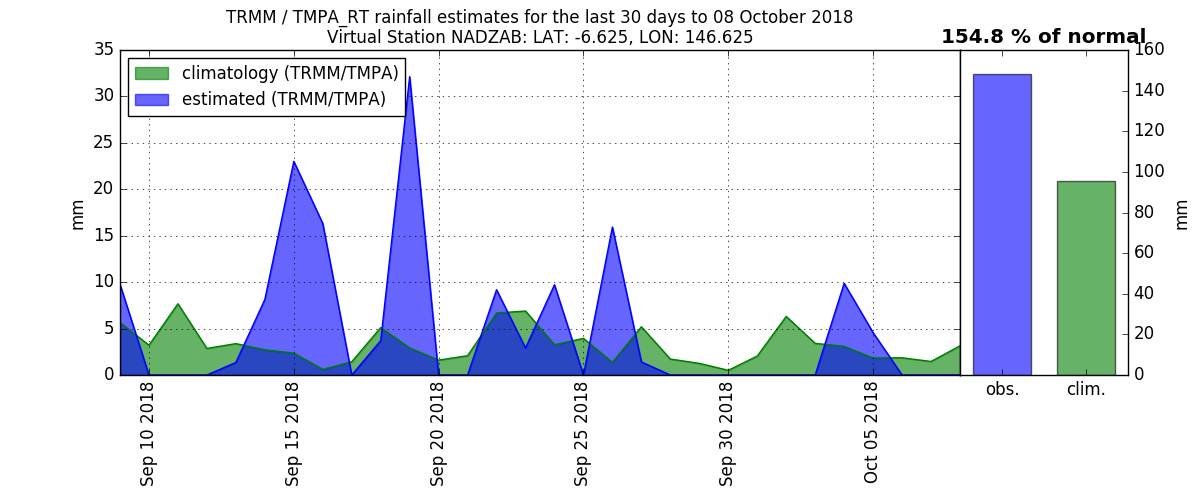 TRMM / TMPA_RT rainfall estimates for the last 30 days to 08 October 2018
Virtual Station NADZAB: LAT: -6.625, LON: 146.625
154.8 % of normal
climatology (TRMM/TMPA)
estimated (TRMM/TMPA)
35
30
25
20
15
10
5
0
mm
Sep 10 2018
Sep 15 2018
Sep 20 2018
Sep 25 2018
Sep 30 2018
Oct 05 2018
160
140
120
100
80
60
40
20
0
mm
obs.
clim.